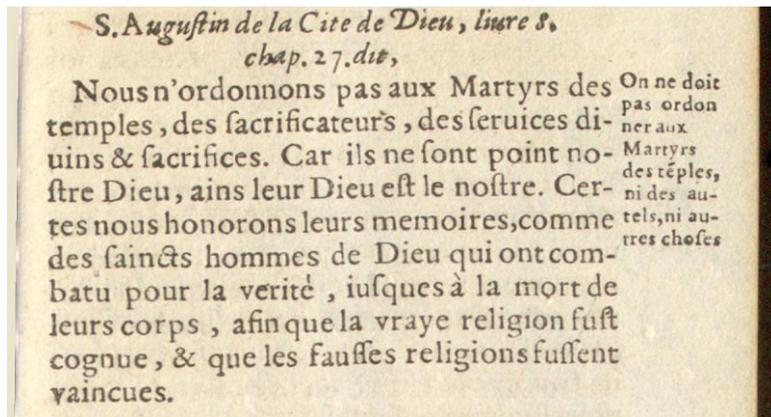 S. Auguſtin de la Cite de Dieu, liure 8.
chap. 27. dit,
Nous n'ordonnons pas aux Martyrs des
temples, des ſacrificateurs, des ſeruices di-
uins & ſacrifices. Car ils ne ſont point no-
ſtre Dieu, ains leur Dieu eſt le noſtre. Cer-
tes nous honorons leurs memoires, comme
des ſaincts hommes de Dieu qui ont com-
batu pour la verité, iuſques à la mort de
leurs corps, afin que la vraye religion fuſt
cognue, & que les fauſſes religions fuſſent
vaincues.
On ne doit
pas ordon
ner aux
Martyrs
des tẽples,
ni des au-
tels, ni au-
tres choſes